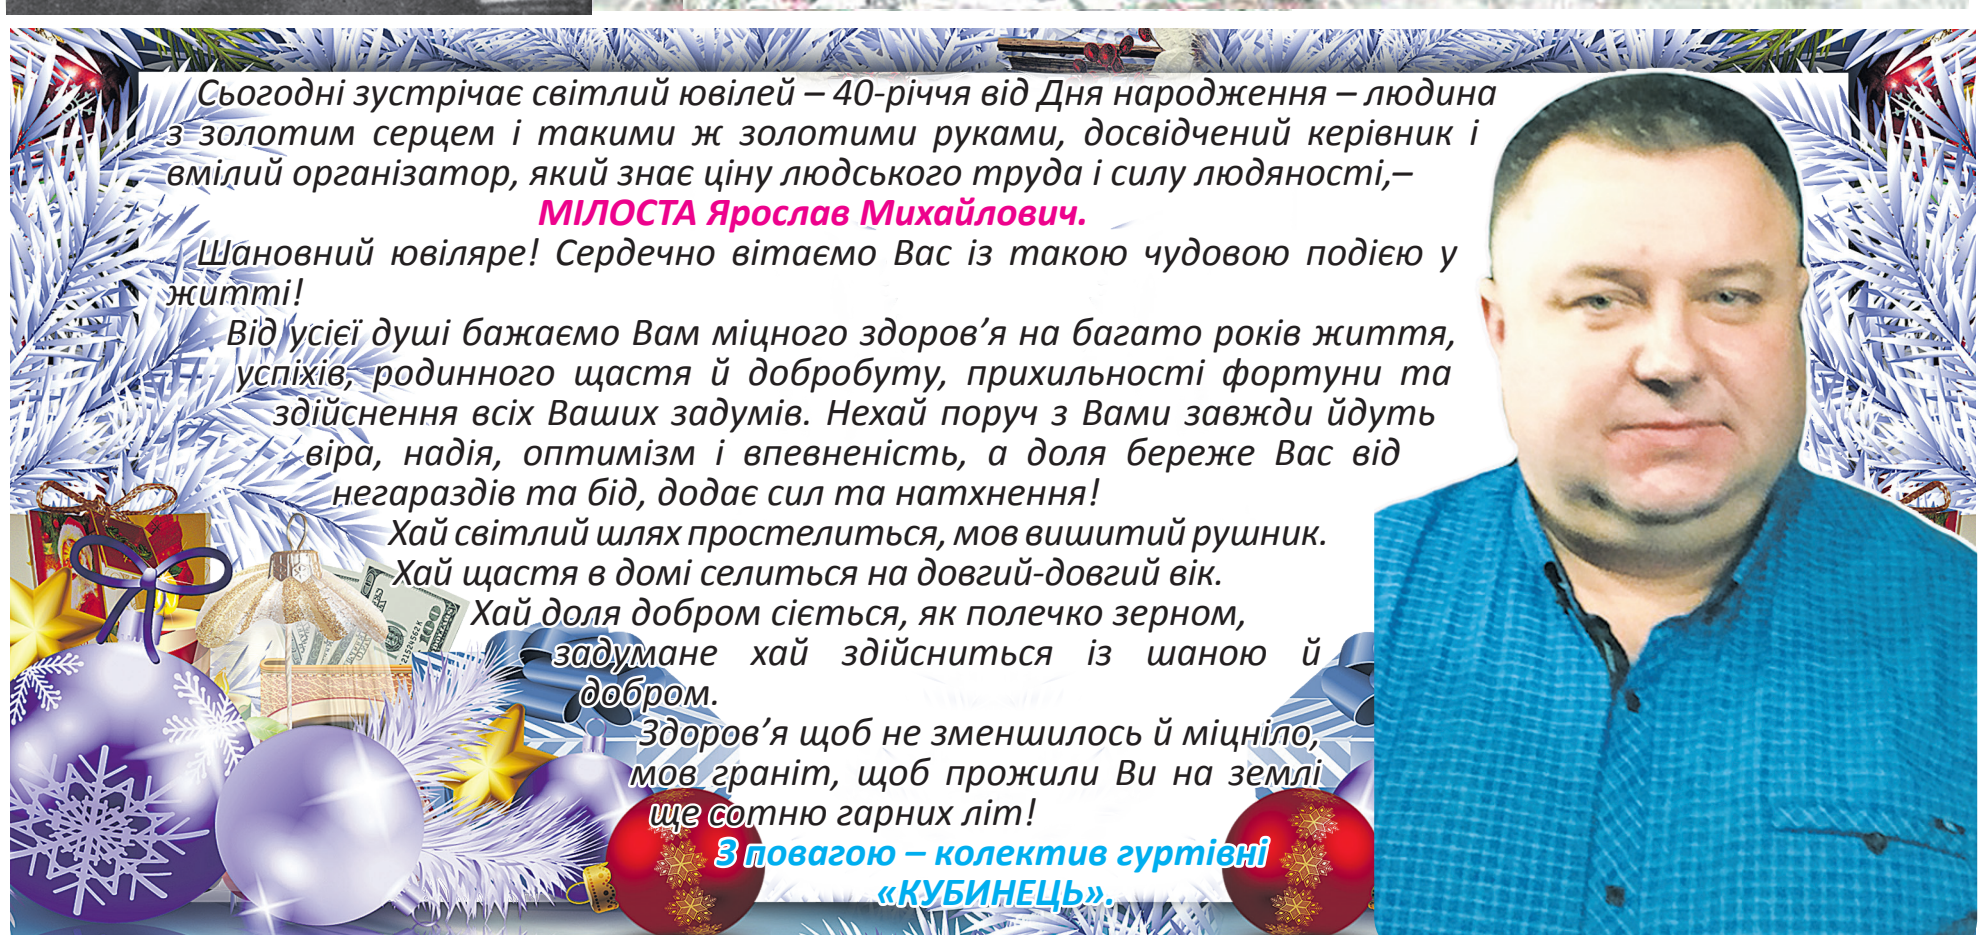 Сьогодні зустрічає світлий ювілей – 40-річчя від Дня народження – людина
з золотим серцем і такими ж золотими руками, досвідчений керівник і
вмілий організатор, який знає ціну людського труда і силу людяності,–
МІЛОСТА Ярослав Михайлович.
Шановний ювіляре! Сердечно вітаємо Вас із такою чудовою подією у
житті!
Від усієї душі бажаємо Вам міцного здоров’я на багато років життя,
успіхів, родинного щастя й добробуту, прихильності фортуни та
здійснення всіх Ваших задумів. Нехай поруч з Вами завжди йдуть
віра, надія, оптимізм і впевненість, а доля береже Вас від
негараздів та бід, додає сил та натхнення!
Хай світлий шлях простелиться, мов вишитий рушник.
Хай щастя в домі селиться на довгий-довгий вік.
Хай доля добром сіється, як полечко зерном,
задумане хай здійсниться із шаною й
добром.
Здоров’я щоб не зменшилось й міцніло,
мов граніт, щоб прожили Ви на землі
ще сотню гарних літ!
З повагою – колектив гуртівні
«КУБИНЕЦЬ».